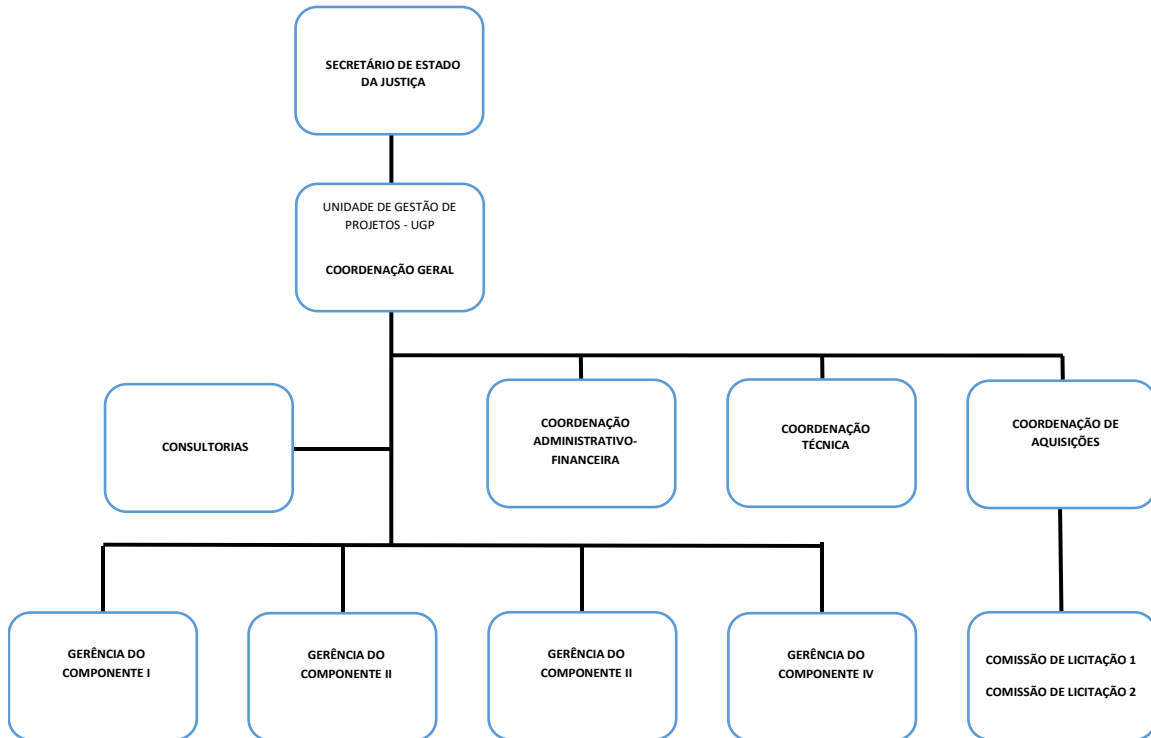 SECRETÁRIO DE ESTADO
DA JUSTIÇA
UNIDADE DE GESTÃO DE
PROJETOS - UGP
COORDENAÇÃO GERAL
CONSULTORIAS
COORDENAÇÃO
ADMINISTRATIVO-
FINANCEIRA
COORDENAÇÃO
TÉCNICA
COORDENAÇÃO DE
AQUISIÇÕES
GERÊNCIA DO
COMPONENTE I
GERÊNCIA DO
COMPONENTE II
GERÊNCIA DO
COMPONENTE II
GERÊNCIA DO
COMPONENTE IV
COMISSÃO DE LICITAÇÃO 1
COMISSÃO DE LICITAÇÃO 2